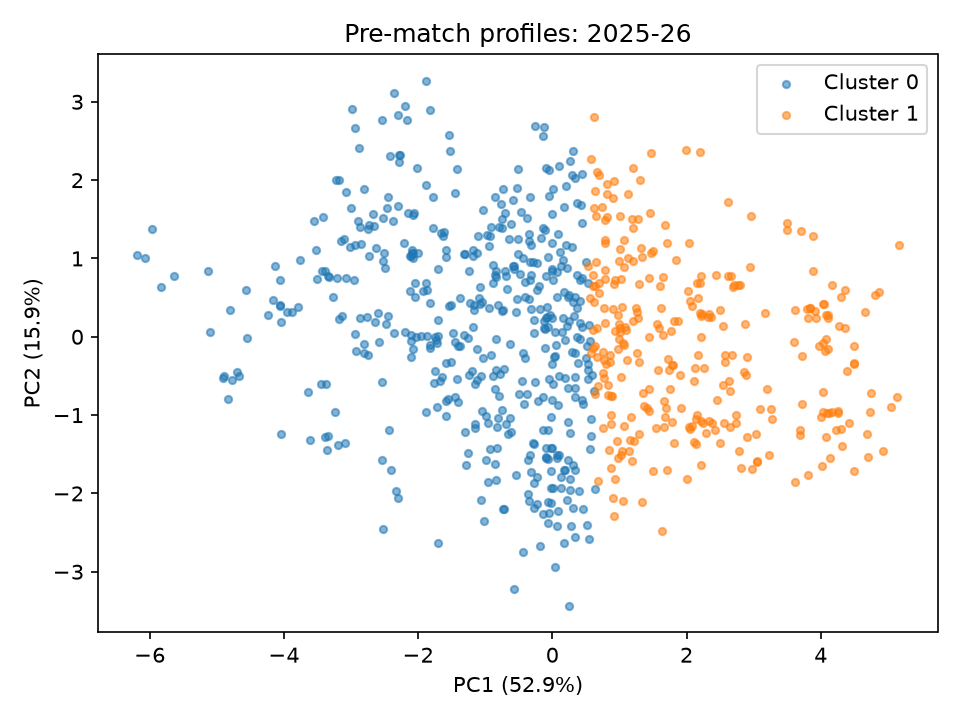 Pre-match profiles: 2025-26
Cluster 0
Cluster 1
3
2
1
0
−1
−2
−3
PC2 (15.9%)
−6 −4 −2 0 2 4
PC1 (52.9%)